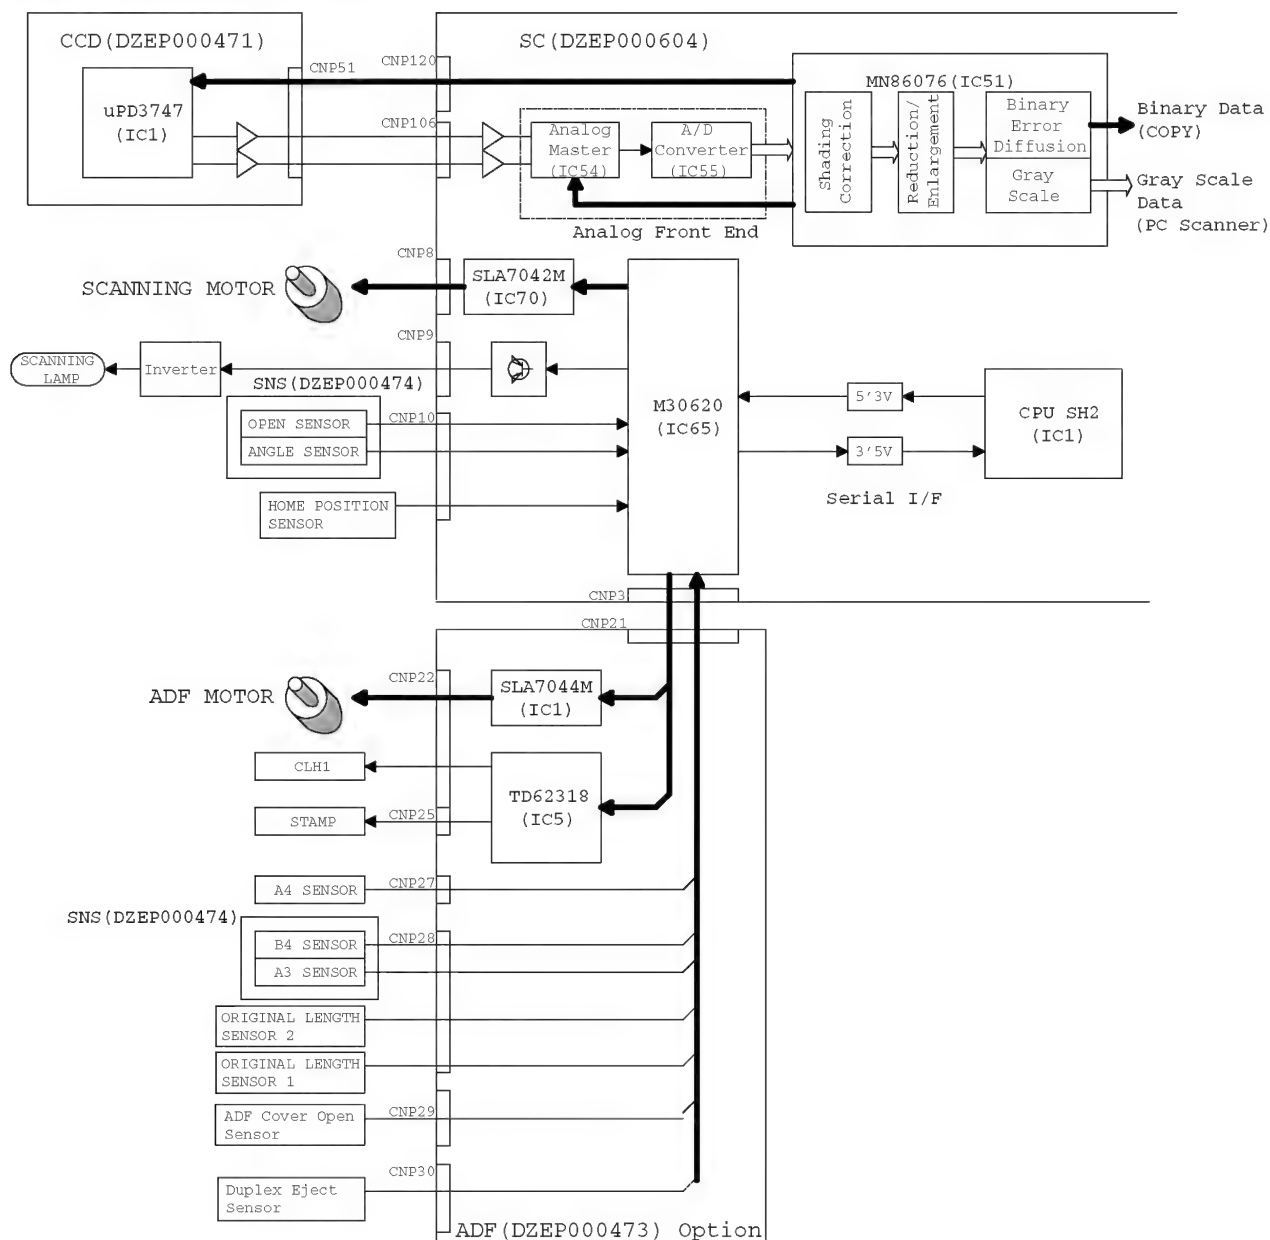 CCD(DZEP000471)
SC(DZEP000604)
CNP51
CNP120
MN86076(IC51)
uPD3747
(IC1)
CNP106
Analog
Master
(IC54)
A/D
Converter
(IC55)
Shading
Correction
Reduction/
Enlargement
Binary
Error
Diffusion
Gray
Scale
Binary Data
(COPY)
Gray Scale
Data
(PC Scanner)
Analog Front End
CNP8
SCANNING MOTOR
SLA7042M
(IC70)
CNP9
SCANNING
LAMP
Inverter
SNS(DZEP000474)
OPEN SENSOR
ANGLE SENSOR
CNP10
M30620
(IC65)
5'3V
3'5V
CPU SH2
(IC1)
Serial I/F
HOME POSITION
SENSOR
CNP3
CNP21
ADF MOTOR
CNP22
SLA7044M
(IC1)
CLH1
TD62318
(IC5)
STAMP
CNP25
A4 SENSOR
CNP27
SNS(DZEP000474)
B4 SENSOR
CNP28
A3 SENSOR
ORIGINAL LENGTH
SENSOR 2
ORIGINAL LENGTH
SENSOR 1
ADF Cover Open
Sensor
CNP29
CNP30
Duplex Eject
Sensor
ADF(DZEP000473) Option